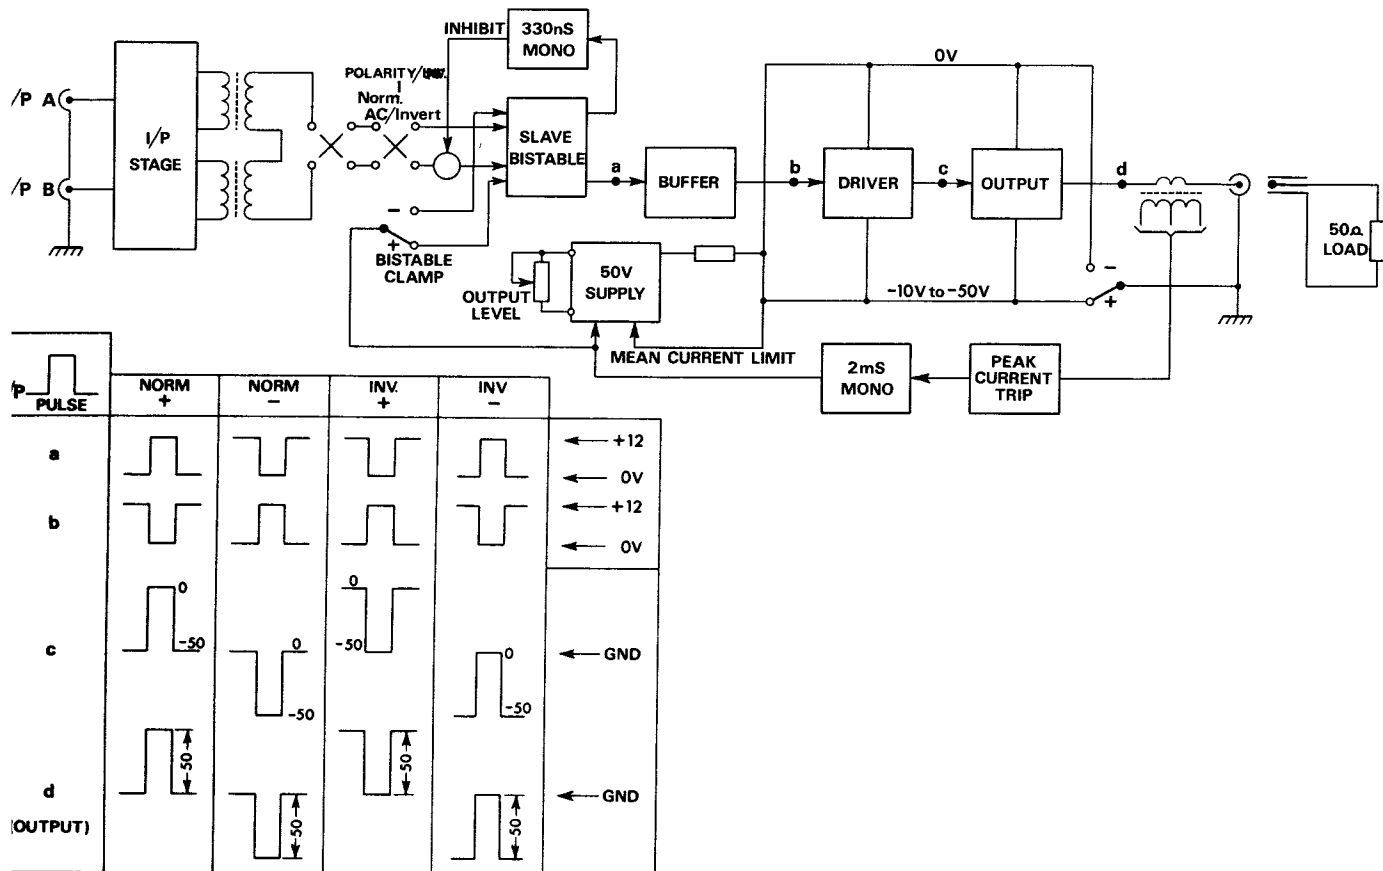 INHIBIT
330nS
MONO
POLARITY/INV.
Norm.
AC/Invert
/P A
/P B
I/P
STAGE
SLAVE
BISTABLE
a
BUFFER
b
DRIVER
c
OUTPUT
d
0V
50Ω
LOAD
−
+
BISTABLE
CLAMP
OUTPUT
LEVEL
50V
SUPPLY
-10V to -50V
−
+
MEAN CURRENT LIMIT
2mS
MONO
PEAK
CURRENT
TRIP
/P
PULSE
NORM
+
NORM
−
INV.
+
INV
−
a
+12
0V
b
+12
0V
c
0
-50
0
-50
0
-50
0
-50
GND
d
(OUTPUT)
-50-
-50-
-50-
-50-
GND